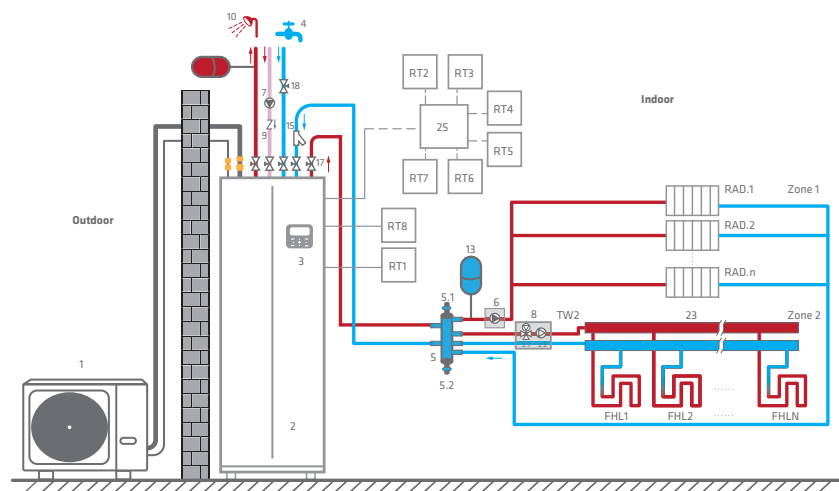 10
4
RT2
RT3
7
18
Indoor
RT4
25
9
15
RT5
17
RT7
RT6
RAD.1
Zone 1
Outdoor
RT8
RAD.2
3
13
RT1
RAD.n
5.1
6
8
TW2
23
Zone 2
5
1
5.2
FHL1
FHL2
FHLN
2